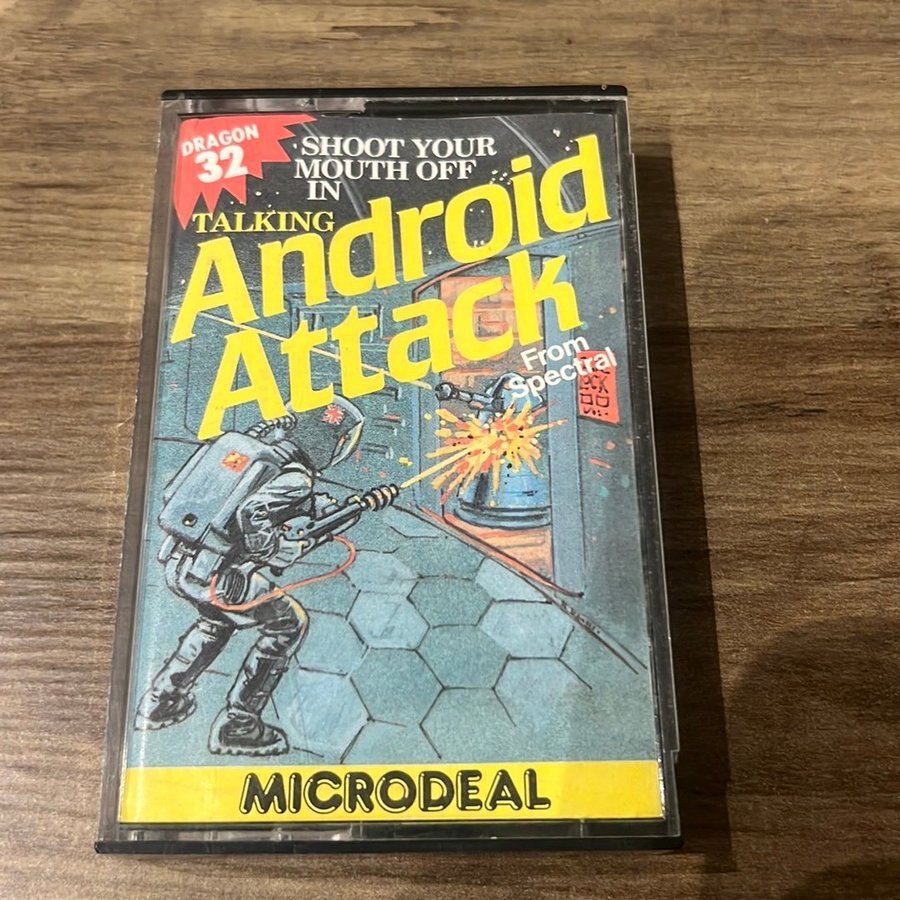 DRAGON
32
SHOOT YOUR
MOUTH OFF
IN
TALKING
Android
Attack
From
Spectral
MICRODEAL